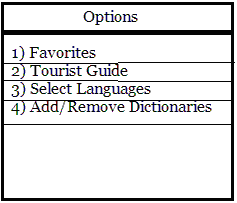 Options
1) Favorites
2) Tourist Guide
3) Select Languages
4) Add/Remove Dictionaries